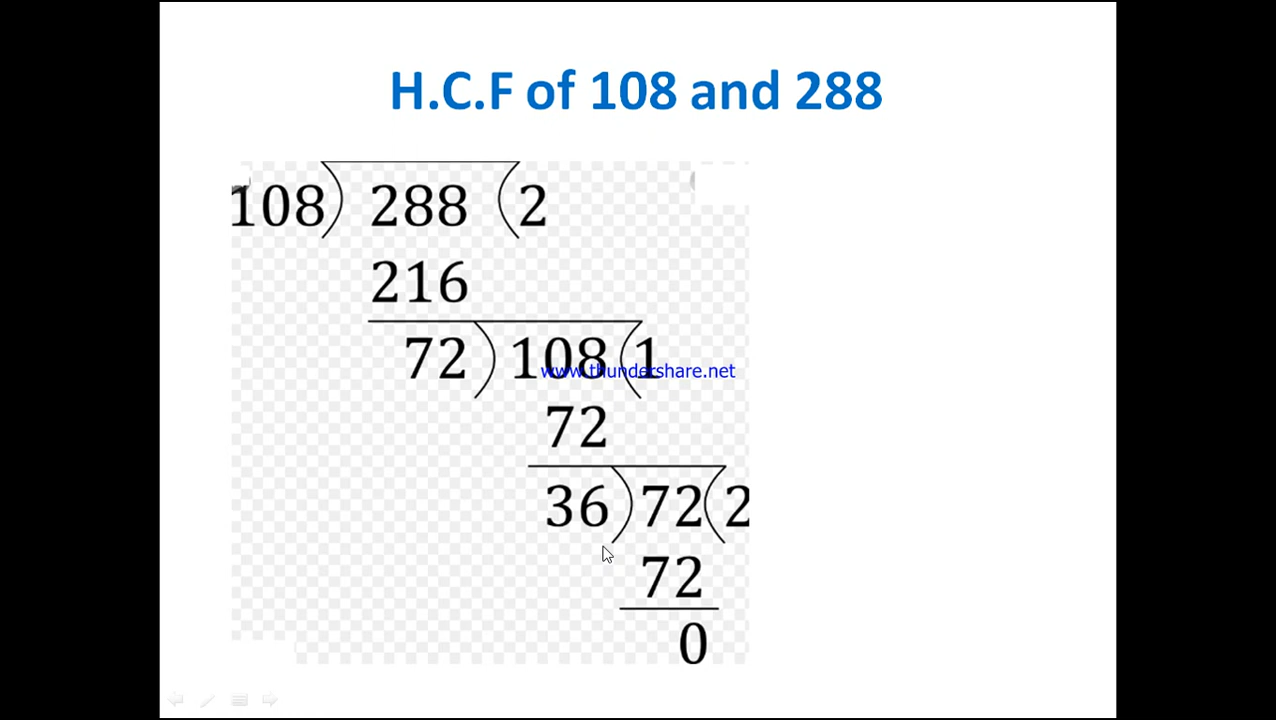 H.C.F of 108 and 288
108) 288 (2
216
72) 108 (1
www.thundershare.net
72
36) 72 (2
72
0